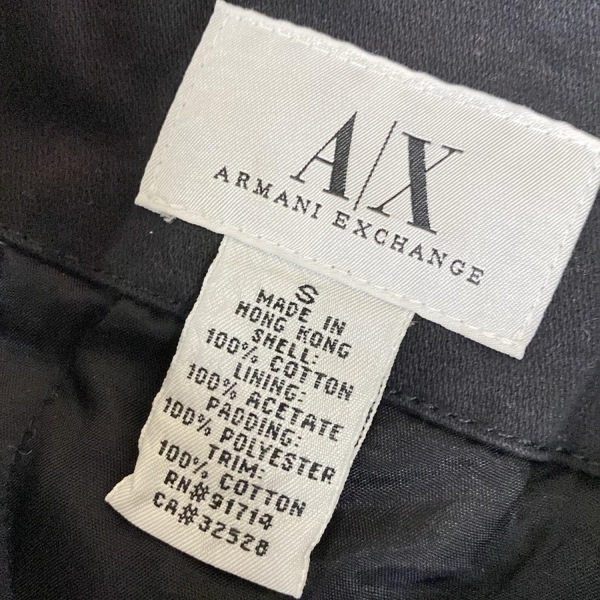 A|X
ARMANI EXCHANGE
S
MADE IN
HONG KONG
SHELL:
100% COTTON
LINING:
100% ACETATE
PADDING:
100% POLYESTER
TRIM:
100% COTTON
RN#91714
CA#32528